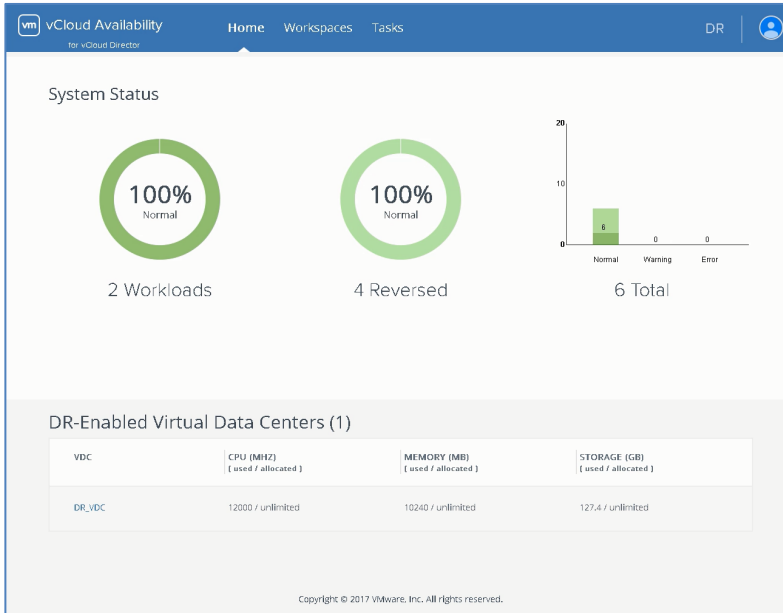 vm vCloud Availability
for vCloud Director
Home Workspaces Tasks
DR
System Status
100%
Normal
2 Workloads
100%
Normal
4 Reversed
20
10
0
6
0
0
Normal Warning Error
6 Total
DR-Enabled Virtual Data Centers (1)
VDC CPU (MHZ) MEMORY (MB) STORAGE (GB)
[ used / allocated ] [ used / allocated ] [ used / allocated ]
DR_VDC 12000 / unlimited 10240 / unlimited 127.4 / unlimited
Copyright © 2017 VMware, Inc. All rights reserved.